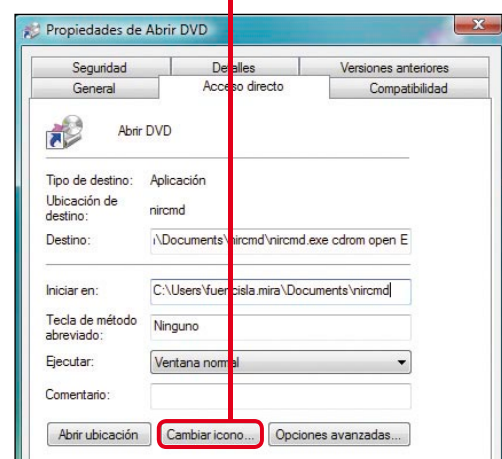 Propiedades de Abrir DVD
Seguridad Detalles Versiones anteriores
General Acceso directo Compatibilidad
Abrir DVD
Tipo de destino: Aplicación
Ubicación de destino: nircmd
Destino: \Documents\nircmd\nircmd.exe cdrom open E
Iniciar en: C:\Users\fuencisla.mira\Documents\nircmd
Tecla de método abreviado: Ninguno
Ejecutar: Ventana normal
Comentario:
Abrir ubicación Cambiar icono... Opciones avanzadas...